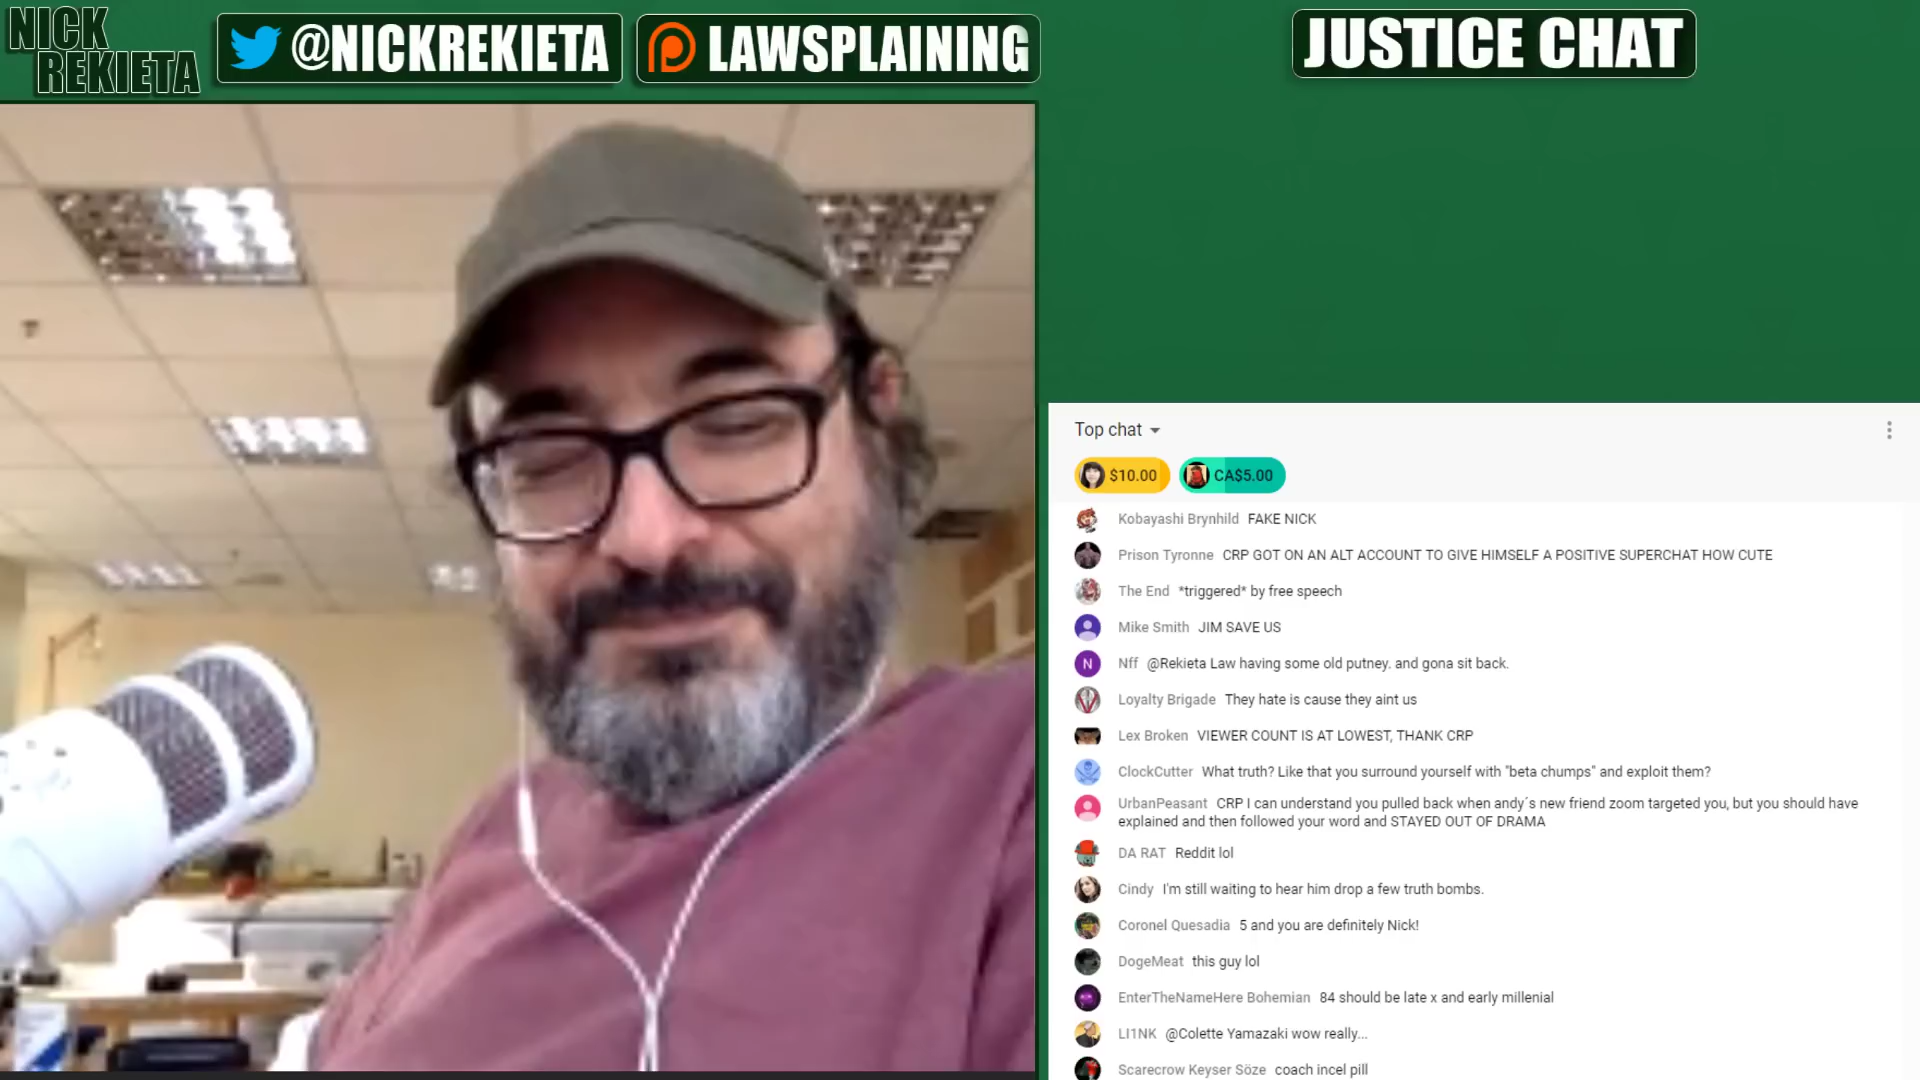 NICK
REKIETA
@NICKREKIETA
LAWSPLAINING
JUSTICE CHAT
Top chat
$10.00 CA$5.00
Kobayashi Brynhild FAKE NICK
Prison Tyronne CRP GOT ON AN ALT ACCOUNT TO GIVE HIMSELF A POSITIVE SUPERCHAT HOW CUTE
The End *triggered* by free speech
Mike Smith JIM SAVE US
N
Nff @Rekieta Law having some old putney. and gona sit back.
Loyalty Brigade They hate is cause they aint us
Lex Broken VIEWER COUNT IS AT LOWEST, THANK CRP
ClockCutter What truth? Like that you surround yourself with "beta chumps" and exploit them?
UrbanPeasant CRP I can understand you pulled back when andy´s new friend zoom targeted you, but you should have
explained and then followed your word and STAYED OUT OF DRAMA
DA RAT Reddit lol
Cindy I'm still waiting to hear him drop a few truth bombs.
Coronel Quesadia 5 and you are definitely Nick!
DogeMeat this guy lol
EnterTheNameHere Bohemian 84 should be late x and early millenial
LI1NK @Colette Yamazaki wow really...
Scarecrow Keyser Söze coach incel pill